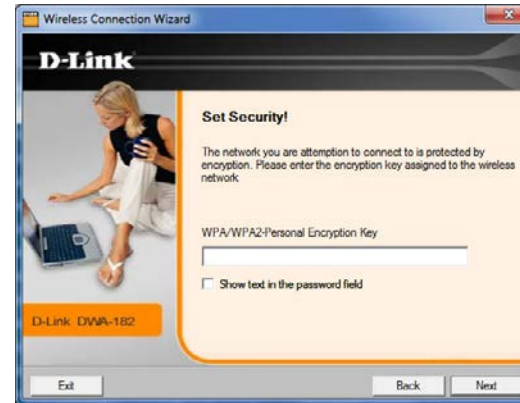 Wireless Connection Wizard
D-Link
Set Security!
The network you are attemption to connect to is protected by
encryption. Please enter the encryption key assigned to the wireless
network
WPA/WPA2-Personal Encryption Key
Show text in the password field
D-Link DWA-182
Exit
Back
Next